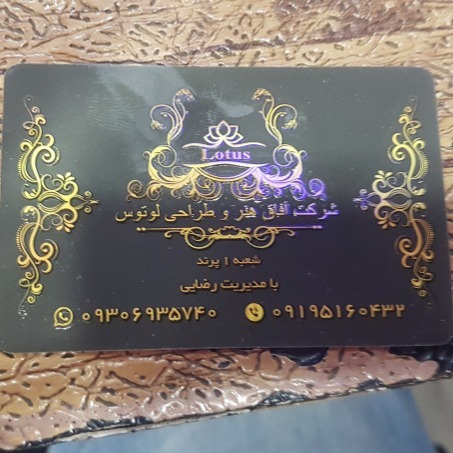 Lotus
شرکت آفاق هنر و طراحی لوتوس
شعبه ۱ پرند
با مدیریت رضایی
۰۹۱۹۵۱۶۰۴۳۲
۰۹۳۰۶۹۳۵۷۴۰